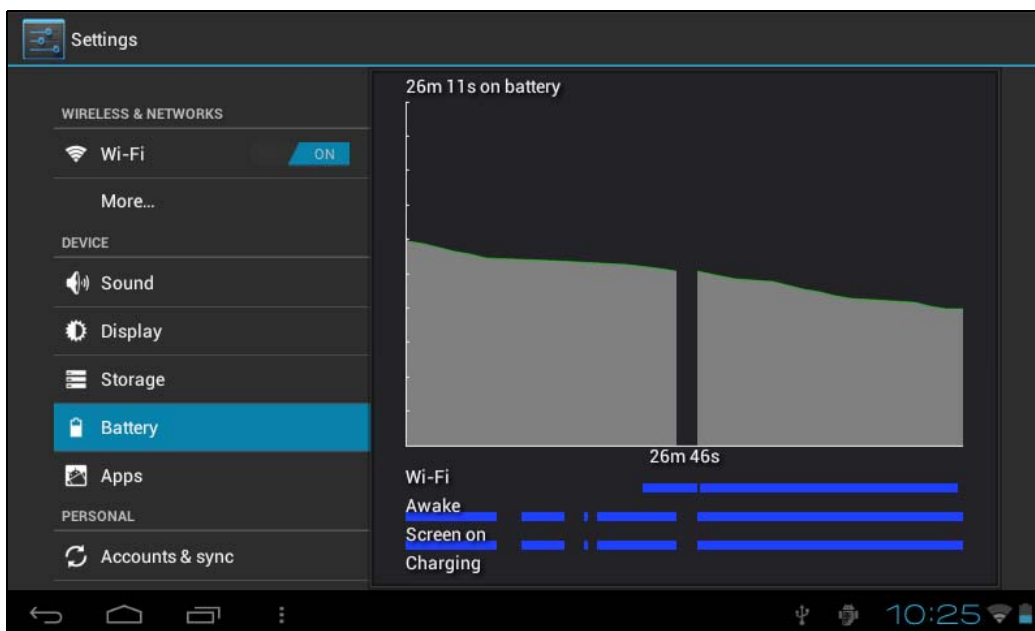 Settings
WIRELESS & NETWORKS
Wi-Fi ON
More...
DEVICE
Sound
Display
Storage
Battery
Apps
PERSONAL
Accounts & sync
26m 11s on battery
26m 46s
Wi-Fi
Awake
Screen on
Charging
10:25